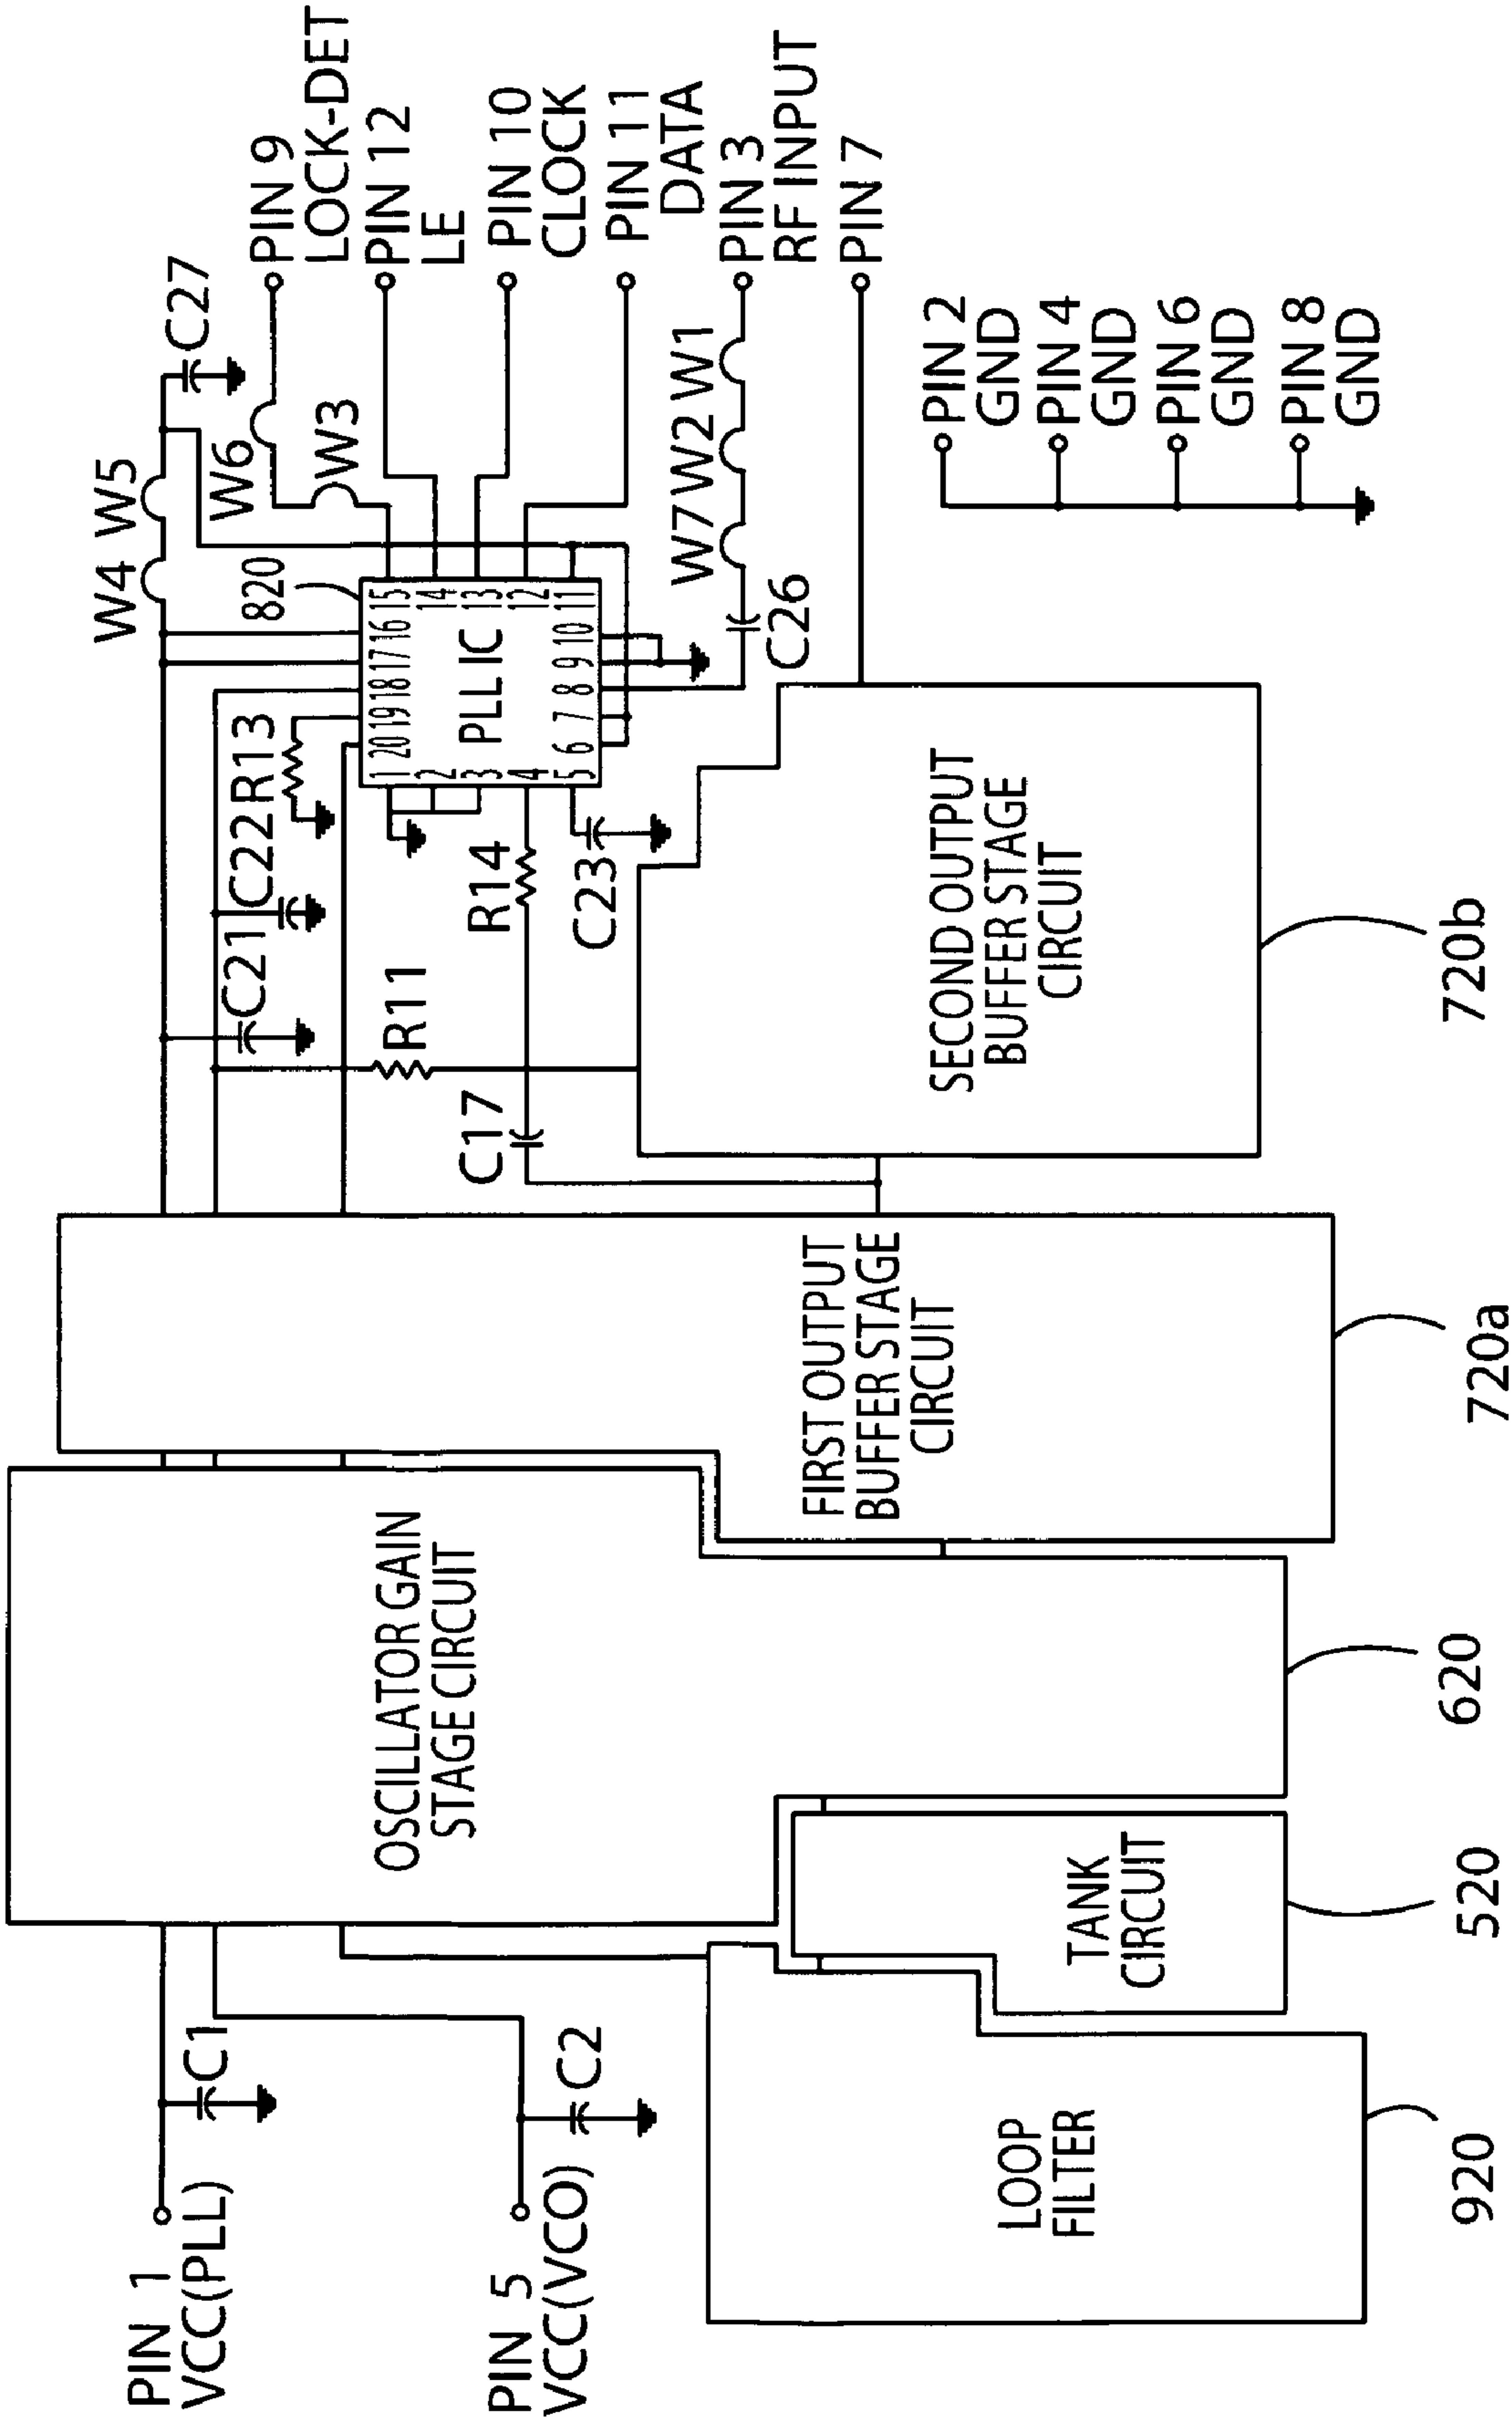 PIN 1
VCC(PLL)
C1
PIN 5
VCC(VCO)
C2
LOOP
FILTER
920
TANK
CIRCUIT
520
OSCILLATOR GAIN
STAGE CIRCUIT
620
FIRST OUTPUT
BUFFER STAGE
CIRCUIT
720a
SECOND OUTPUT
BUFFER STAGE
CIRCUIT
720b
C17
R11
C21
C22
R13
R14
C23
820
PLL IC
1
2
3
4
5
6
7
8
9
10
11
12
13
14
15
16
17
18
19
20
W4
W5
W6
W3
C27
C26
W7
W2
W1
PIN 9
LOCK-DET
PIN 12
LE
PIN 10
CLOCK
PIN 11
DATA
PIN 3
RF INPUT
PIN 7
PIN 2
GND
PIN 4
GND
PIN 6
GND
PIN 8
GND